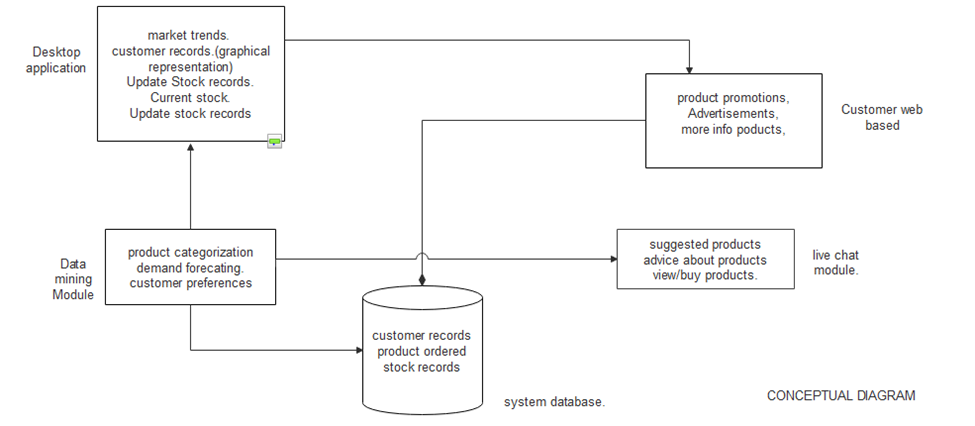 Desktop
application
market trends.
customer records.(graphical
representation)
Update Stock records.
Current stock.
Update stock records
product promotions,
Advertisements,
more info poducts,
Customer web
based
Data
mining
Module
product categorization
demand forecating.
customer preferences
suggested products
advice about products
view/buy products.
live chat
module.
customer records
product ordered
stock records
system database.
CONCEPTUAL DIAGRAM